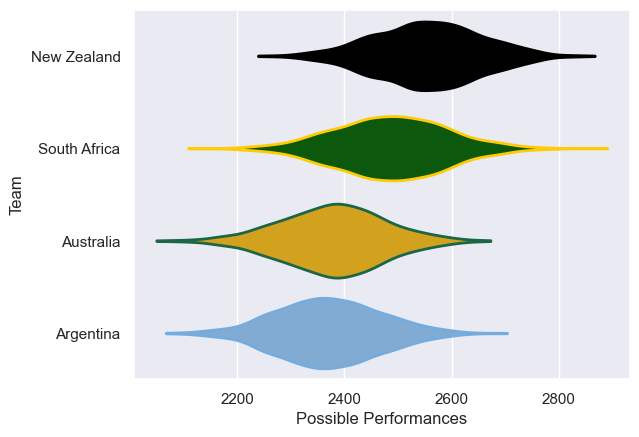 New Zealand
South Africa
Australia
Argentina
Team
2200 2400 2600 2800
Possible Performances